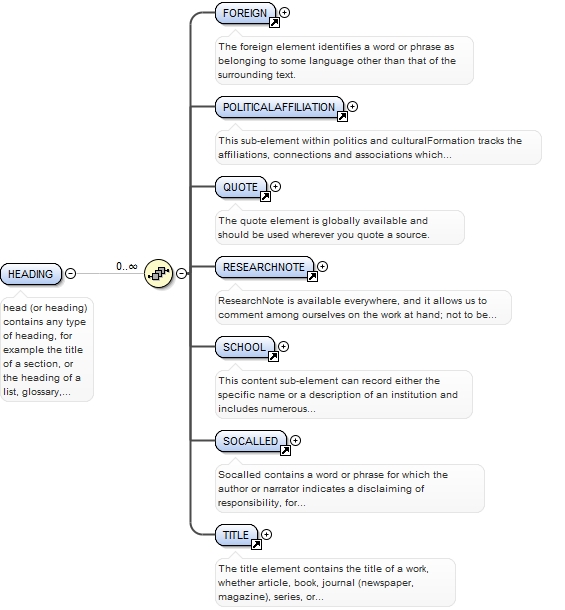 FOREIGN
The foreign element identifies a word or phrase as
belonging to some language other than that of the
surrounding text.
POLITICALAFFILIATION
This sub-element within politics and culturalFormation tracks the
affiliations, connections and associations which...
QUOTE
The quote element is globally available and
should be used wherever you quote a source.
HEADING
0..∞
head (or heading)
contains any type
of heading, for
example the title
of a section, or
the heading of a
list, glossary,...
RESEARCHNOTE
ResearchNote is available everywhere, and it allows us to
comment among ourselves on the work at hand; not to be...
SCHOOL
This content sub-element can record either the
specific name or a description of an institution and
includes numerous...
SOCALLED
Socalled contains a word or phrase for which the
author or narrator indicates a disclaiming of
responsibility, for...
TITLE
The title element contains the title of a work,
whether article, book, journal (newspaper,
magazine), series, or...